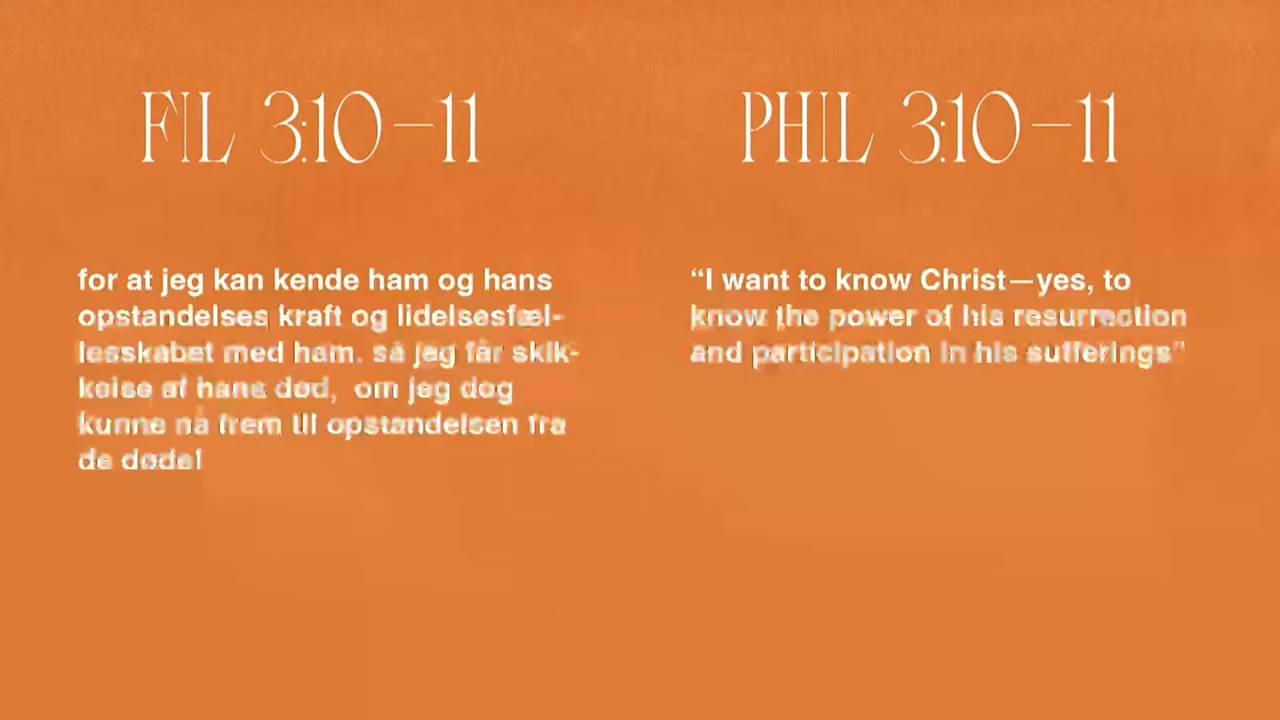 FIL 3:10–11
for at jeg kan kende ham og hans
opstandelses kraft og lidelsesfæl-
lesskabet med ham. så jeg får skik-
kelse af hans død, om jeg dog
kunne nå frem til opstandelsen fra
de døde!
PHIL 3:10–11
“I want to know Christ—yes, to
know the power of his resurrection
and participation in his sufferings”